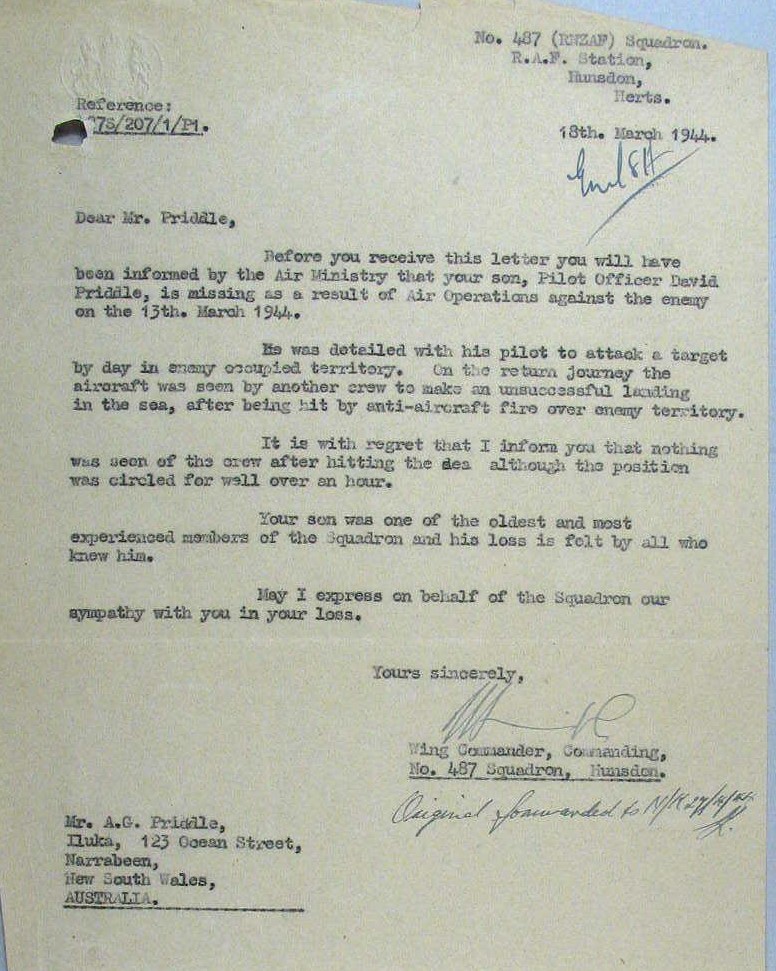 No. 487 (RNZAF) Squadron.
R.A.F. Station,
Hunsdon,
Herts.
Reference:
87S/207/1/P1.
18th. March 1944.
Encl 8A
Dear Mr. Priddle,
Before you receive this letter you will have
been informed by the Air Ministry that your son, Pilot Officer David
Priddle, is missing as a result of Air Operations against the enemy
on the 13th. March 1944.
He was detailed with his pilot to attack a target
by day in enemy occupied territory. On the return journey the
aircraft was seen by another crew to make an unsuccessful landing
in the sea, after being hit by anti-aircraft fire over enemy territory.
It is with regret that I inform you that nothing
was seen of the crew after hitting the dea although the position
was circled for well over an hour.
Your son was one of the oldest and most
experienced members of the Squadron and his loss is felt by all who
knew him.
May I express on behalf of the Squadron our
sympathy with you in your loss.
Yours sincerely,
Wing Commander, Commanding,
No. 487 Squadron, Hunsdon.
Original forwarded to N/K 27/4/44
Mr. A.G. Priddle,
Iluka, 123 Ocean Street,
Narrabeen,
New South Wales,
AUSTRALIA.